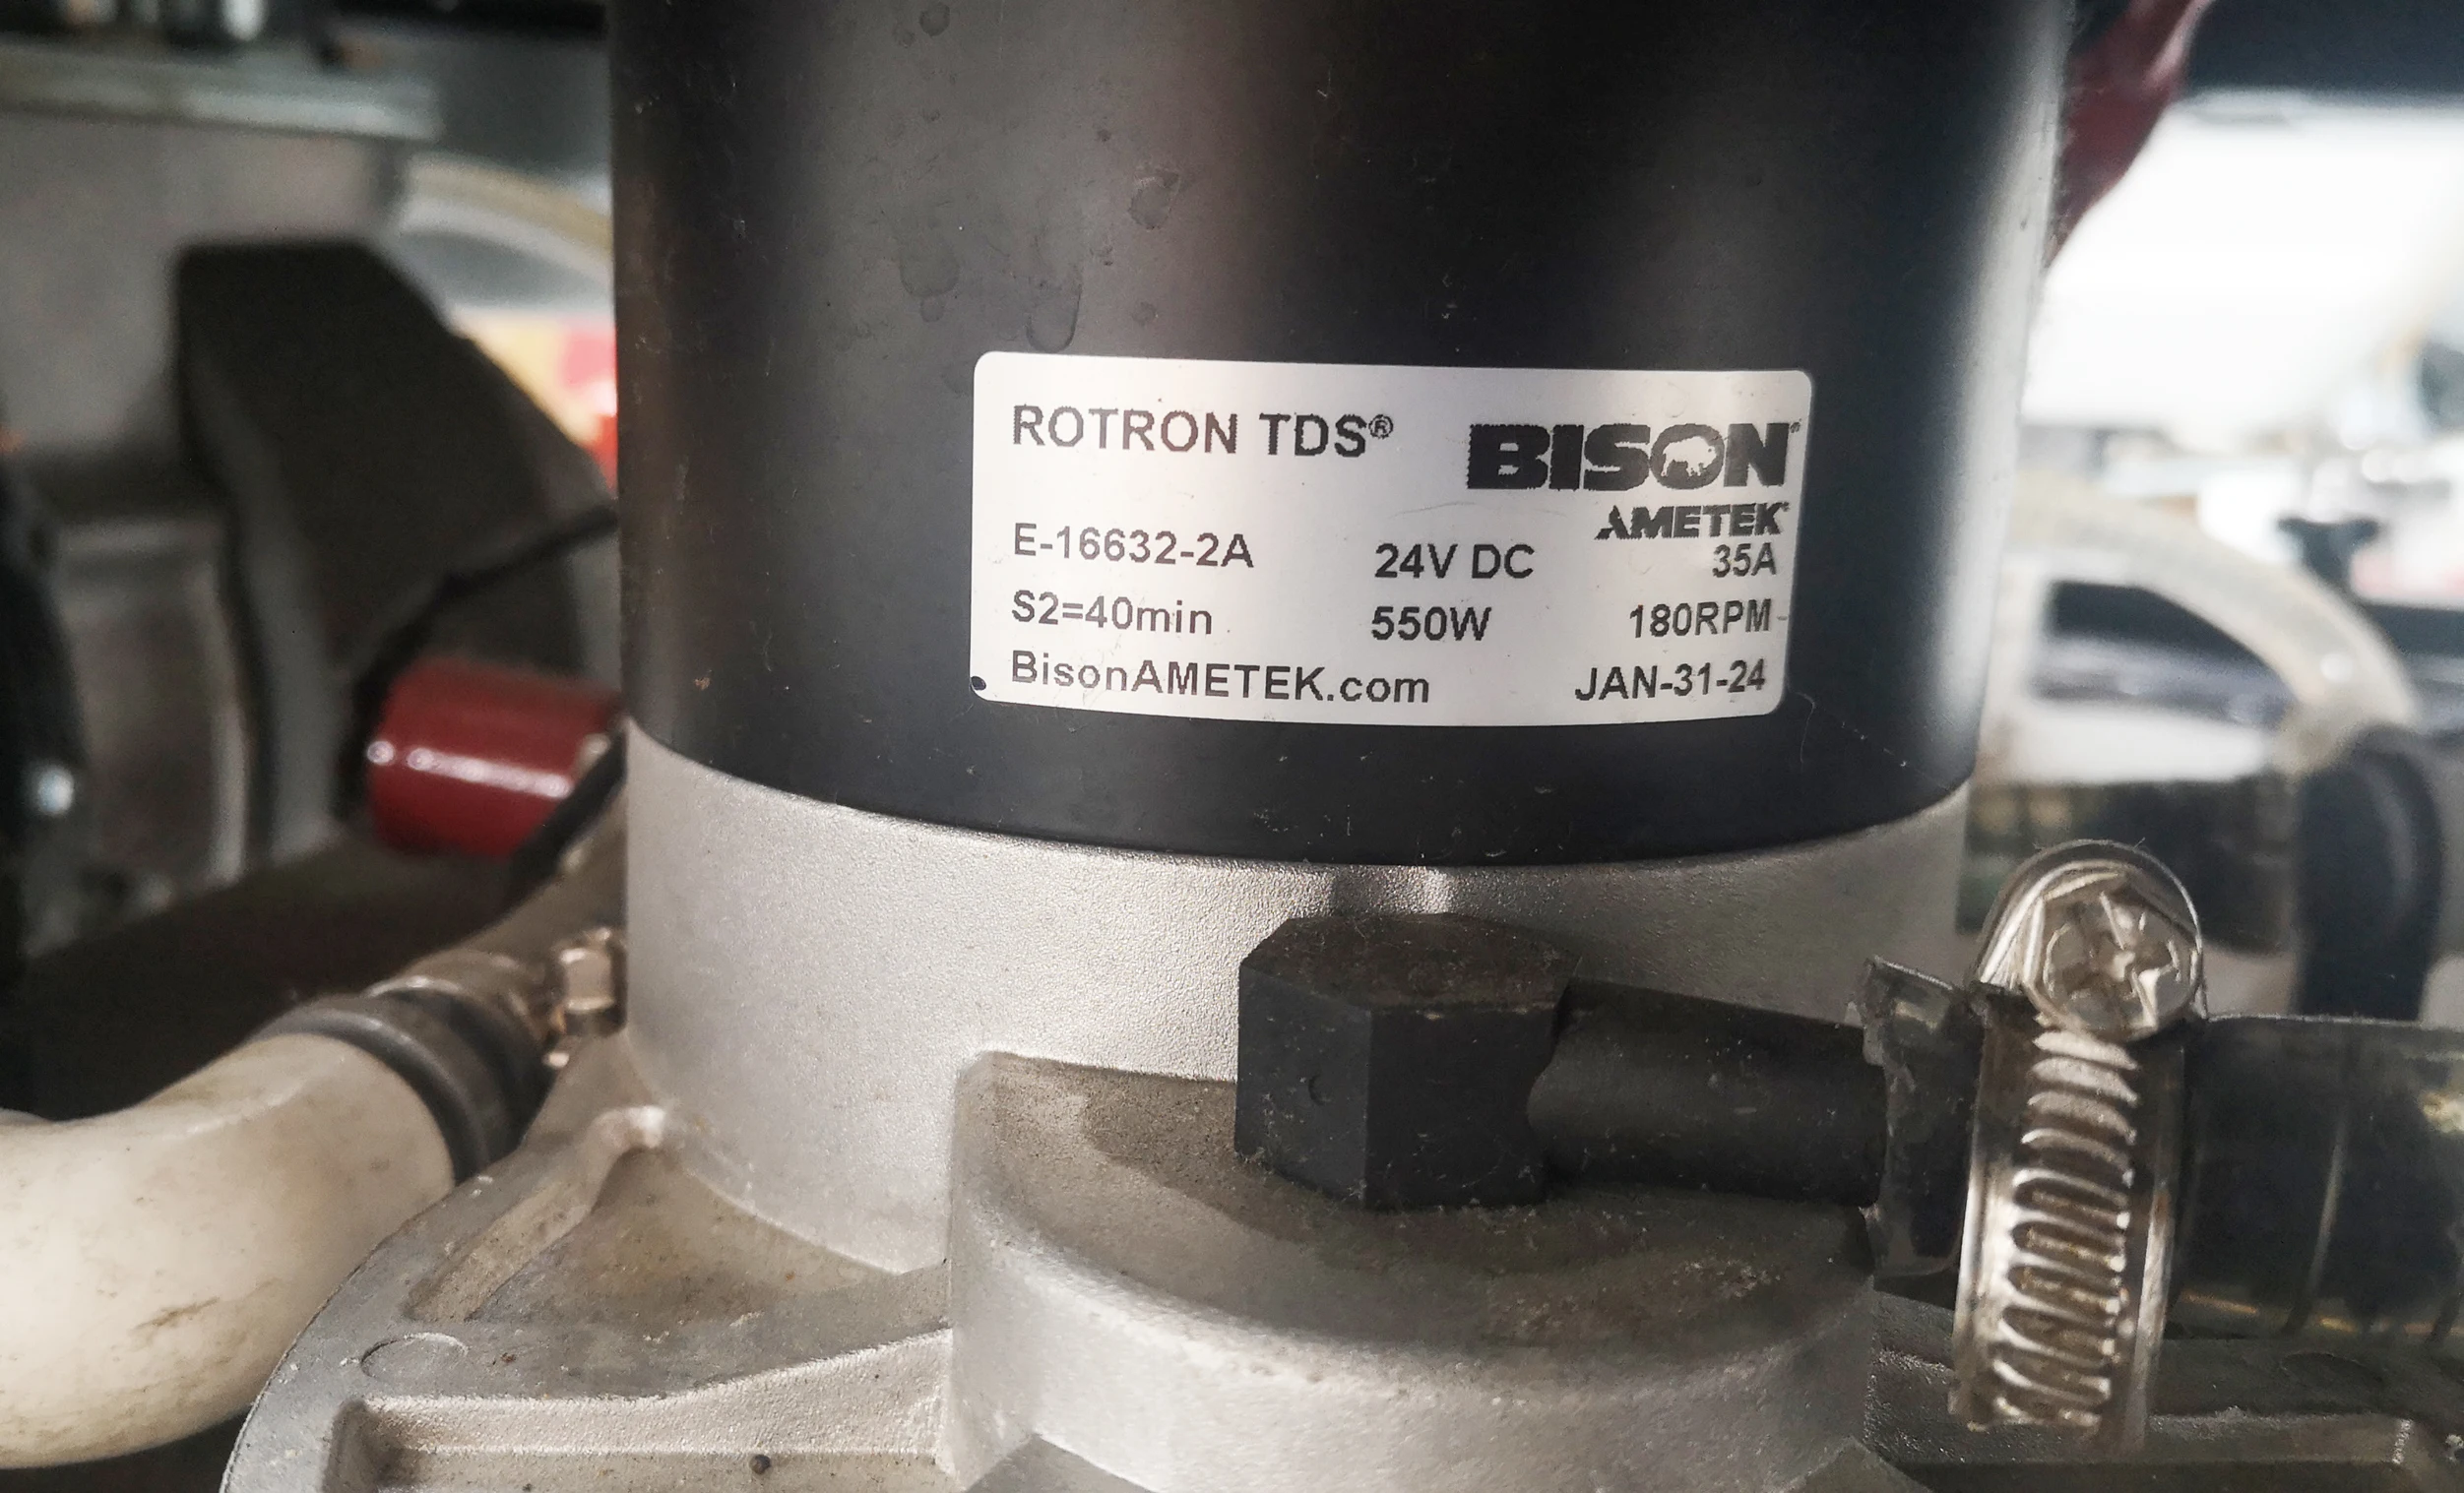 ROTRON TDS® BISON®
AMETEK®
E-16632-2A 24V DC 35A
S2=40min 550W 180RPM
BisonAMETEK.com JAN-31-24